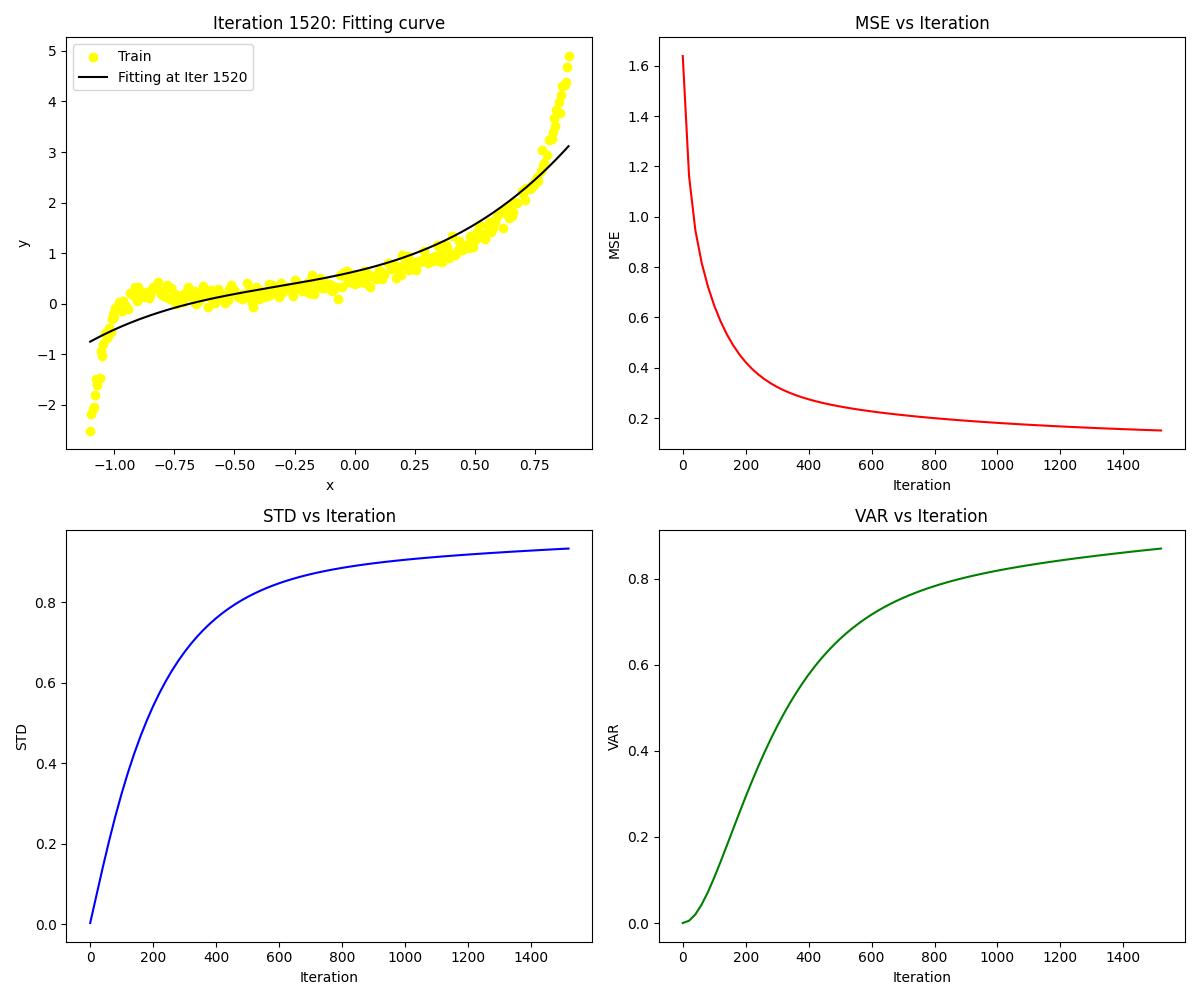 Iteration 1520: Fitting curve
Train
Fitting at Iter 1520
5
4
3
2
1
0
−1
−2
y
−1.00 −0.75 −0.50 −0.25 0.00 0.25 0.50 0.75
x
MSE vs Iteration
1.6
1.4
1.2
1.0
0.8
0.6
0.4
0.2
MSE
0 200 400 600 800 1000 1200 1400
Iteration
STD vs Iteration
0.8
0.6
0.4
0.2
0.0
STD
0 200 400 600 800 1000 1200 1400
Iteration
VAR vs Iteration
0.8
0.6
0.4
0.2
0.0
VAR
0 200 400 600 800 1000 1200 1400
Iteration